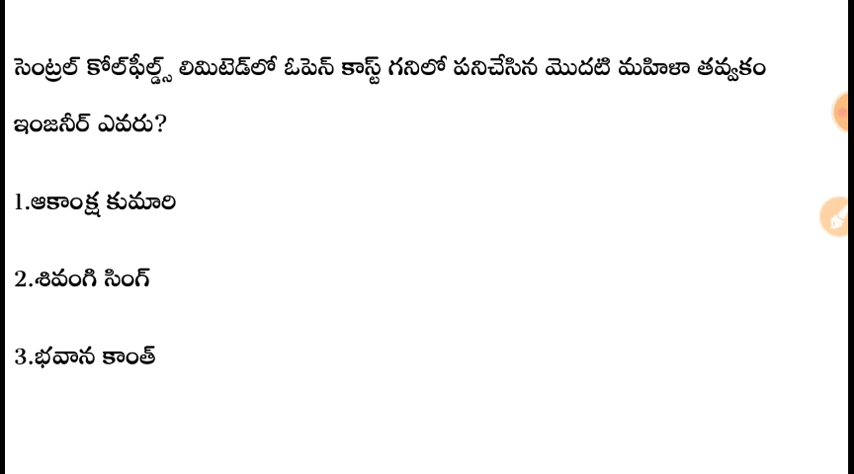 సెంట్రల్ కోల్‌ఫీల్డ్స్ లిమిటెడ్‌లో ఓపెన్ కాస్ట్ గనిలో పనిచేసిన మొదటి మహిళా తవ్వకం
ఇంజనీర్ ఎవరు?
1.ఆకాంక్ష కుమారి
2.శివంగి సింగ్
3.భవాన కాంత్